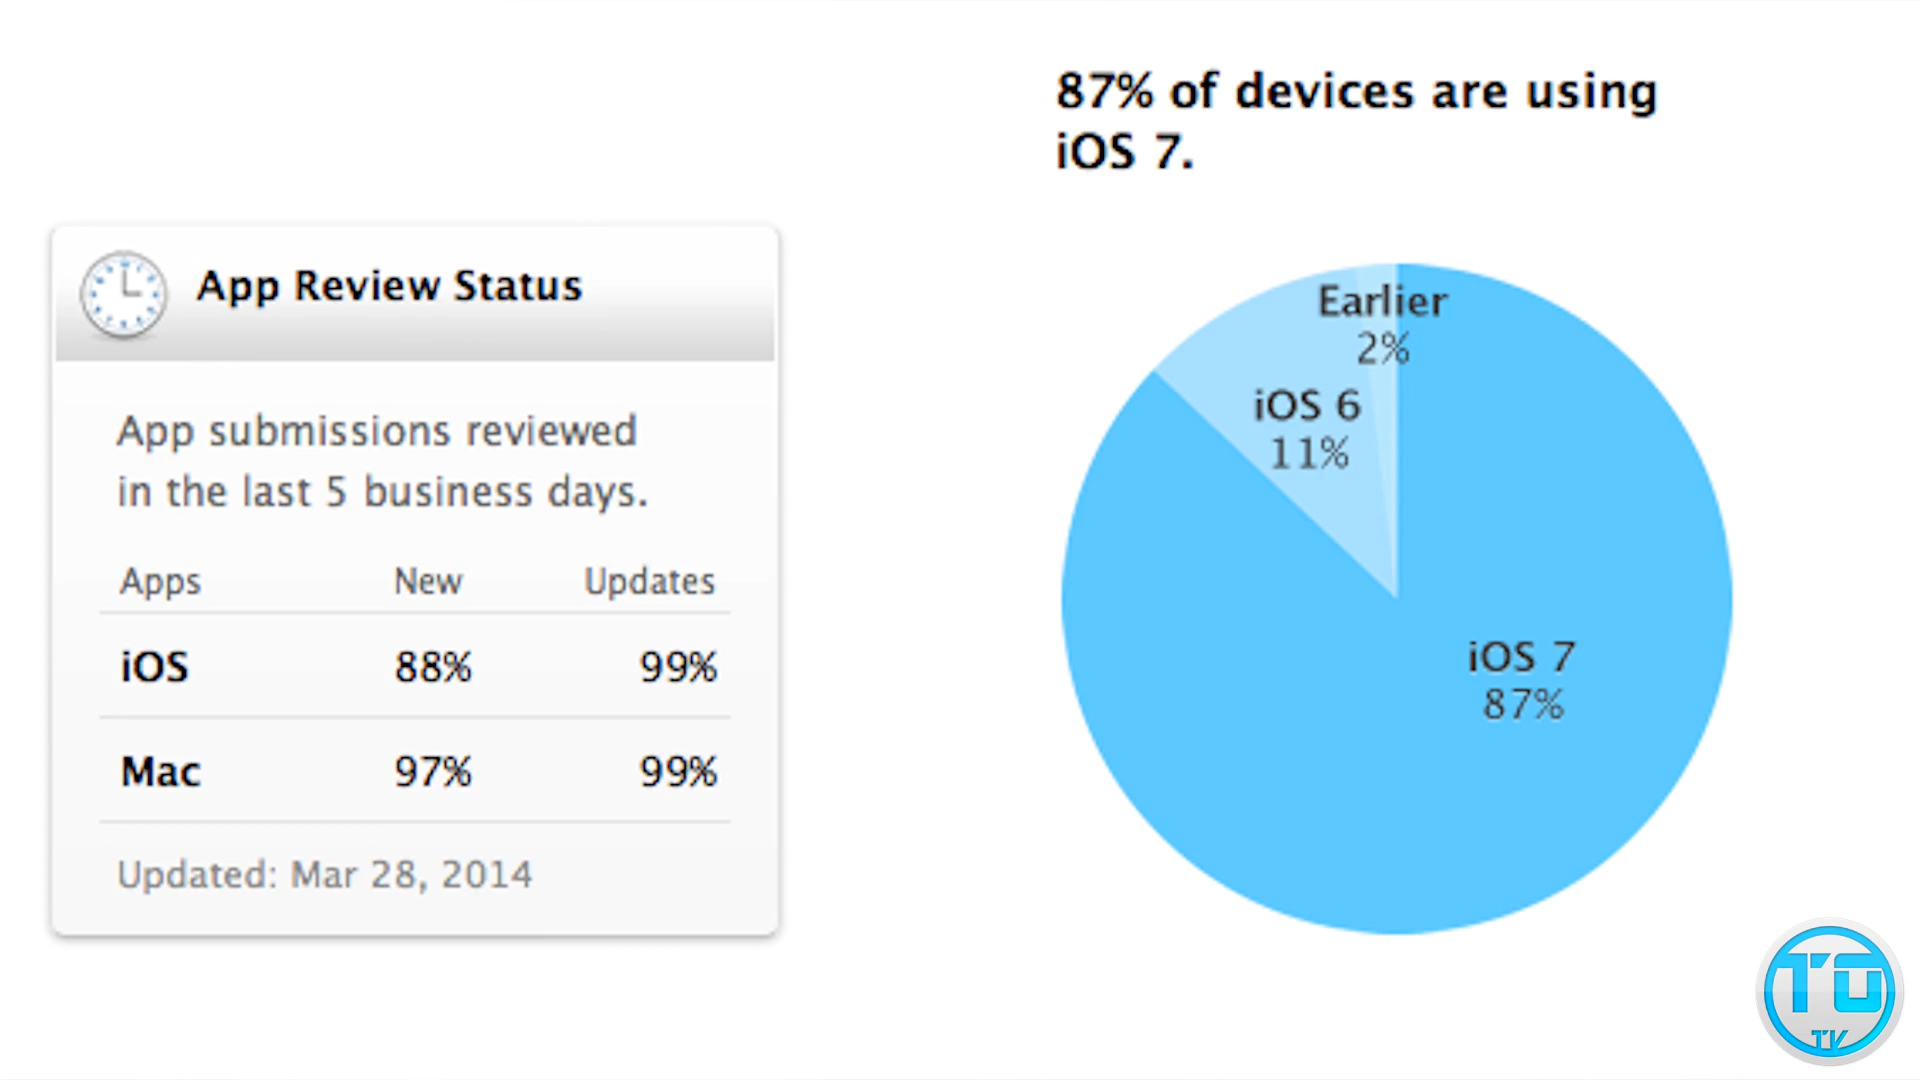 87% of devices are using
iOS 7.
App Review Status
App submissions reviewed
in the last 5 business days.
Apps New Updates
iOS 88% 99%
Mac 97% 99%
Updated: Mar 28, 2014
Earlier
2%
iOS 6
11%
iOS 7
87%
TO
TV